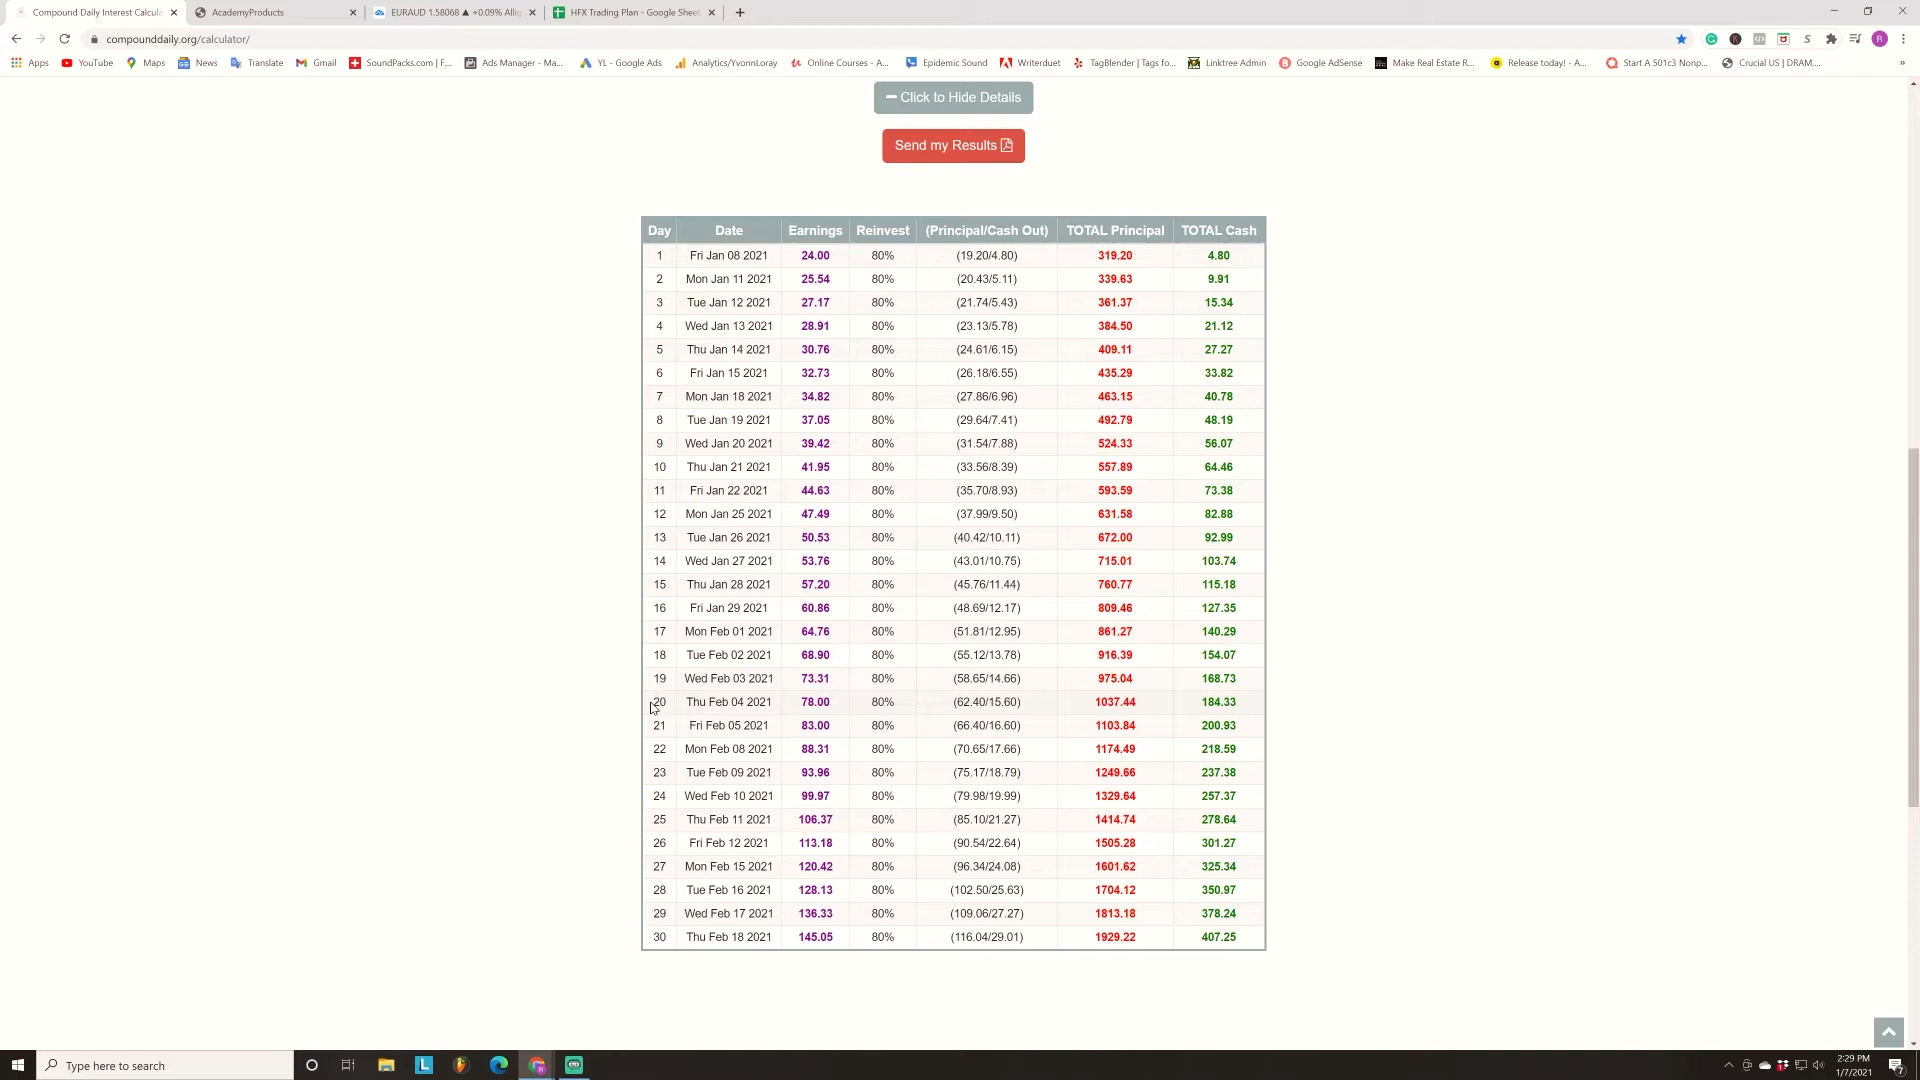 Compound Daily Interest Calcula
AcademyProducts
EURAUD 1.58068 ▲ +0.09% Allig
HFX Trading Plan - Google Sheet
compounddaily.org/calculator/
Apps YouTube Maps News Translate Gmail SoundPacks.com | F... Ads Manager - Ma... YL - Google Ads Analytics/YvonnLoray Online Courses - A... Epidemic Sound Writerduet TagBlender | Tags fo... Linktree Admin Google AdSense Make Real Estate R... Release today! - A... Start A 501c3 Nonp... Crucial US | DRAM,... »
Click to Hide Details
Send my Results
Day Date Earnings Reinvest (Principal/Cash Out) TOTAL Principal TOTAL Cash
1 Fri Jan 08 2021 24.00 80% (19.20/4.80) 319.20 4.80
2 Mon Jan 11 2021 25.54 80% (20.43/5.11) 339.63 9.91
3 Tue Jan 12 2021 27.17 80% (21.74/5.43) 361.37 15.34
4 Wed Jan 13 2021 28.91 80% (23.13/5.78) 384.50 21.12
5 Thu Jan 14 2021 30.76 80% (24.61/6.15) 409.11 27.27
6 Fri Jan 15 2021 32.73 80% (26.18/6.55) 435.29 33.82
7 Mon Jan 18 2021 34.82 80% (27.86/6.96) 463.15 40.78
8 Tue Jan 19 2021 37.05 80% (29.64/7.41) 492.79 48.19
9 Wed Jan 20 2021 39.42 80% (31.54/7.88) 524.33 56.07
10 Thu Jan 21 2021 41.95 80% (33.56/8.39) 557.89 64.46
11 Fri Jan 22 2021 44.63 80% (35.70/8.93) 593.59 73.38
12 Mon Jan 25 2021 47.49 80% (37.99/9.50) 631.58 82.88
13 Tue Jan 26 2021 50.53 80% (40.42/10.11) 672.00 92.99
14 Wed Jan 27 2021 53.76 80% (43.01/10.75) 715.01 103.74
15 Thu Jan 28 2021 57.20 80% (45.76/11.44) 760.77 115.18
16 Fri Jan 29 2021 60.86 80% (48.69/12.17) 809.46 127.35
17 Mon Feb 01 2021 64.76 80% (51.81/12.95) 861.27 140.29
18 Tue Feb 02 2021 68.90 80% (55.12/13.78) 916.39 154.07
19 Wed Feb 03 2021 73.31 80% (58.65/14.66) 975.04 168.73
20 Thu Feb 04 2021 78.00 80% (62.40/15.60) 1037.44 184.33
21 Fri Feb 05 2021 83.00 80% (66.40/16.60) 1103.84 200.93
22 Mon Feb 08 2021 88.31 80% (70.65/17.66) 1174.49 218.59
23 Tue Feb 09 2021 93.96 80% (75.17/18.79) 1249.66 237.38
24 Wed Feb 10 2021 99.97 80% (79.98/19.99) 1329.64 257.37
25 Thu Feb 11 2021 106.37 80% (85.10/21.27) 1414.74 278.64
26 Fri Feb 12 2021 113.18 80% (90.54/22.64) 1505.28 301.27
27 Mon Feb 15 2021 120.42 80% (96.34/24.08) 1601.62 325.34
28 Tue Feb 16 2021 128.13 80% (102.50/25.63) 1704.12 350.97
29 Wed Feb 17 2021 136.33 80% (109.06/27.27) 1813.18 378.24
30 Thu Feb 18 2021 145.05 80% (116.04/29.01) 1929.22 407.25
Type here to search
2:29 PM
1/7/2021